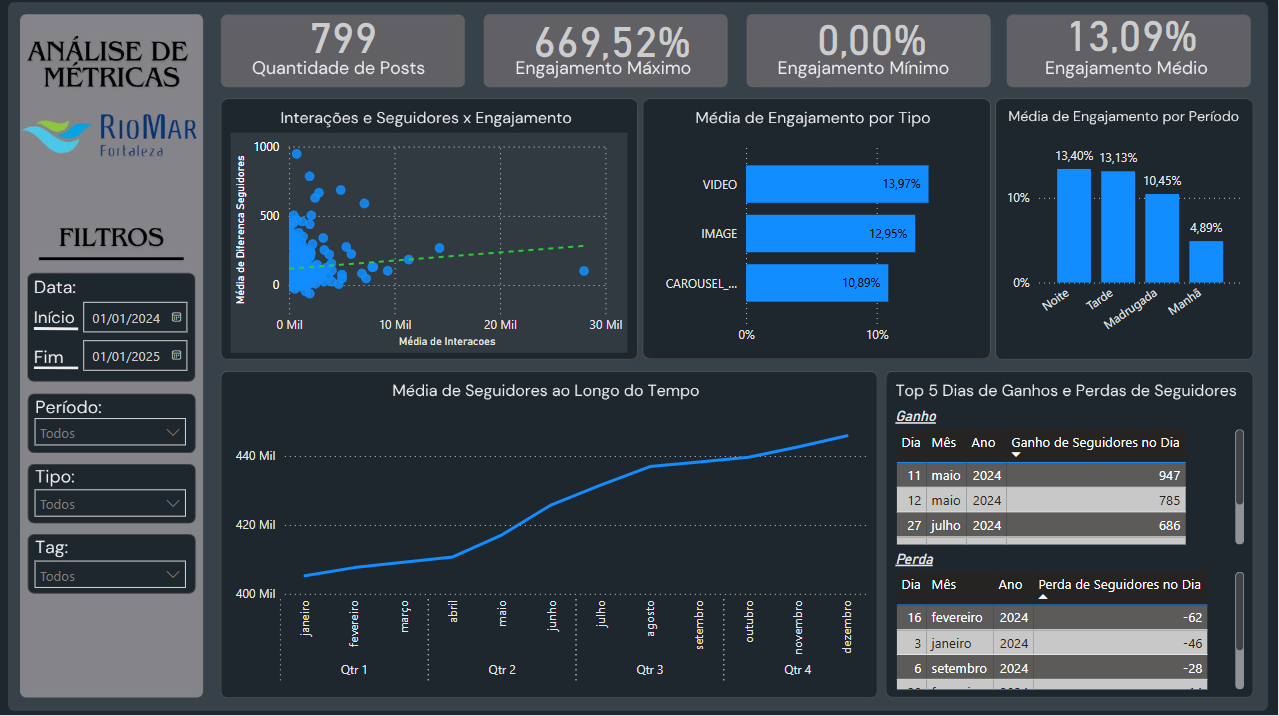 ANÁLISE DE
MÉTRICAS
RIOMAR
Fortaleza
FILTROS
Data:
Início 01/01/2024
Fim 01/01/2025
Período:
Todos
Tipo:
Todos
Tag:
Todos
799
Quantidade de Posts
669,52%
Engajamento Máximo
0,00%
Engajamento Mínimo
13,09%
Engajamento Médio
Interações e Seguidores x Engajamento
Média de Diferenca Seguidores
1000
500
0
0 Mil 10 Mil 20 Mil 30 Mil
Média de Interacoes
Média de Engajamento por Tipo
VIDEO 13,97%
IMAGE 12,95%
CAROUSEL_... 10,89%
0% 10%
Média de Engajamento por Período
13,40% 13,13% 10,45% 4,89%
10%
0%
Noite Tarde Madrugada Manhã
Média de Seguidores ao Longo do Tempo
440 Mil
420 Mil
400 Mil
janeiro fevereiro março abril maio junho julho agosto setembro outubro novembro dezembro
Qtr 1 Qtr 2 Qtr 3 Qtr 4
Top 5 Dias de Ganhos e Perdas de Seguidores
Ganho
Dia Mês Ano Ganho de Seguidores no Dia
11 maio 2024 947
12 maio 2024 785
27 julho 2024 686
Perda
Dia Mês Ano Perda de Seguidores no Dia
16 fevereiro 2024 -62
3 janeiro 2024 -46
6 setembro 2024 -28